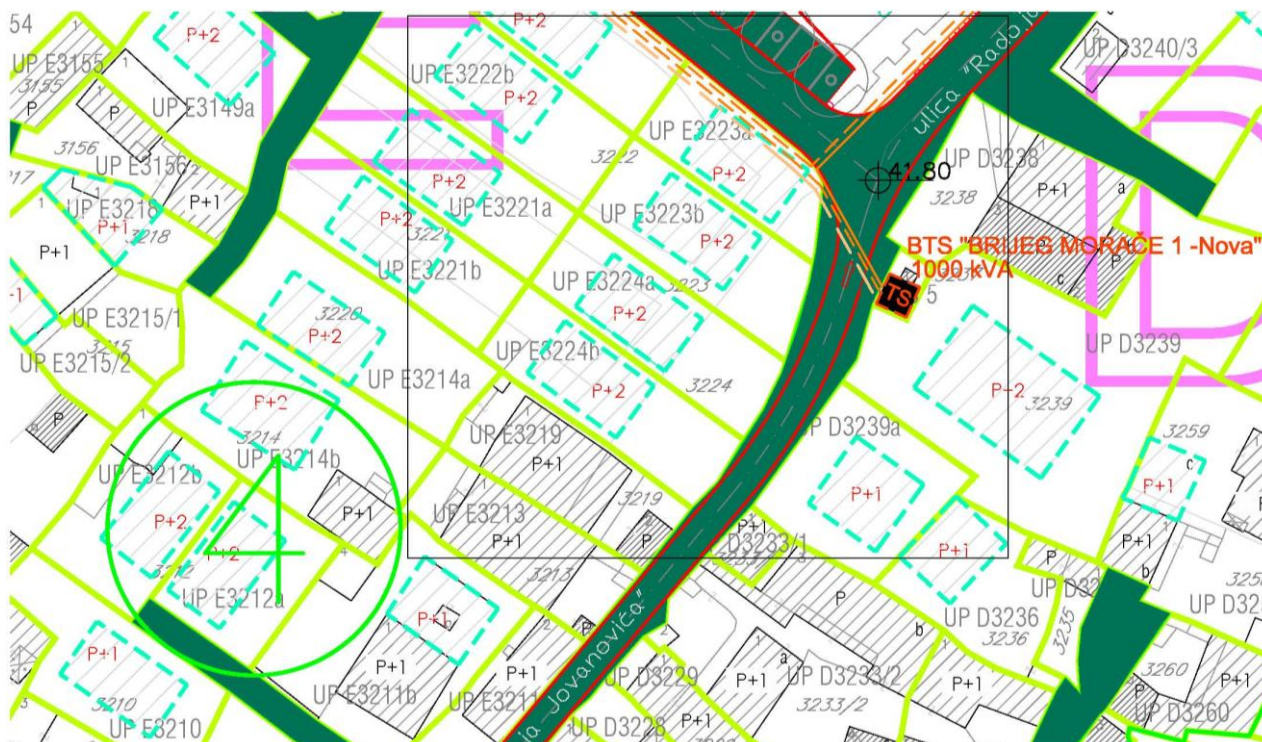 54
P+2
P+2
UP E3155
3155
UP E3222b
UP D3240/3
ulica "Rado
UP E3149a
P+2
P
P
UP E3223a
3156
UP E3156
3222
41.80
UP D3238
P+1
a
P+2
P+2
3238
P+1
UP E3221a
UP E3218
P+1
3218
P+2
3221
UP E3223b
P+2
P+1
BTS "BRIJEG MORAČE 1 -Nova"
1000 kVA
P
c
UP E3221b
UP E3224a
3223
TS
5
UP E3215/1
3220
P+2
P+2
UP E3215/2
UP E3224b
UP D3239
UP E3214a
P+2
3224
P+2
3239
P
P+2
3214
UP E3214b
UP E3219
P+1
UP D3239a
3259
c
P+1
UP E3212b
P+2
P+1
3219
P+1
UP E3213
P+1
P
P+1
P+1
P+1
b
P+2
3212
UP E3212a
3213
D3233/1
P
P
b
UP D3236
3236
3235
P+1
P+1
3210
UP E3210
P+1
UP E3211b
P+1
Jovanovića"
UP D3229
UP D3228
P+1
a
P+1
UP D3233/2
3233/2
P+1
3260
P
P+1
UP D3260